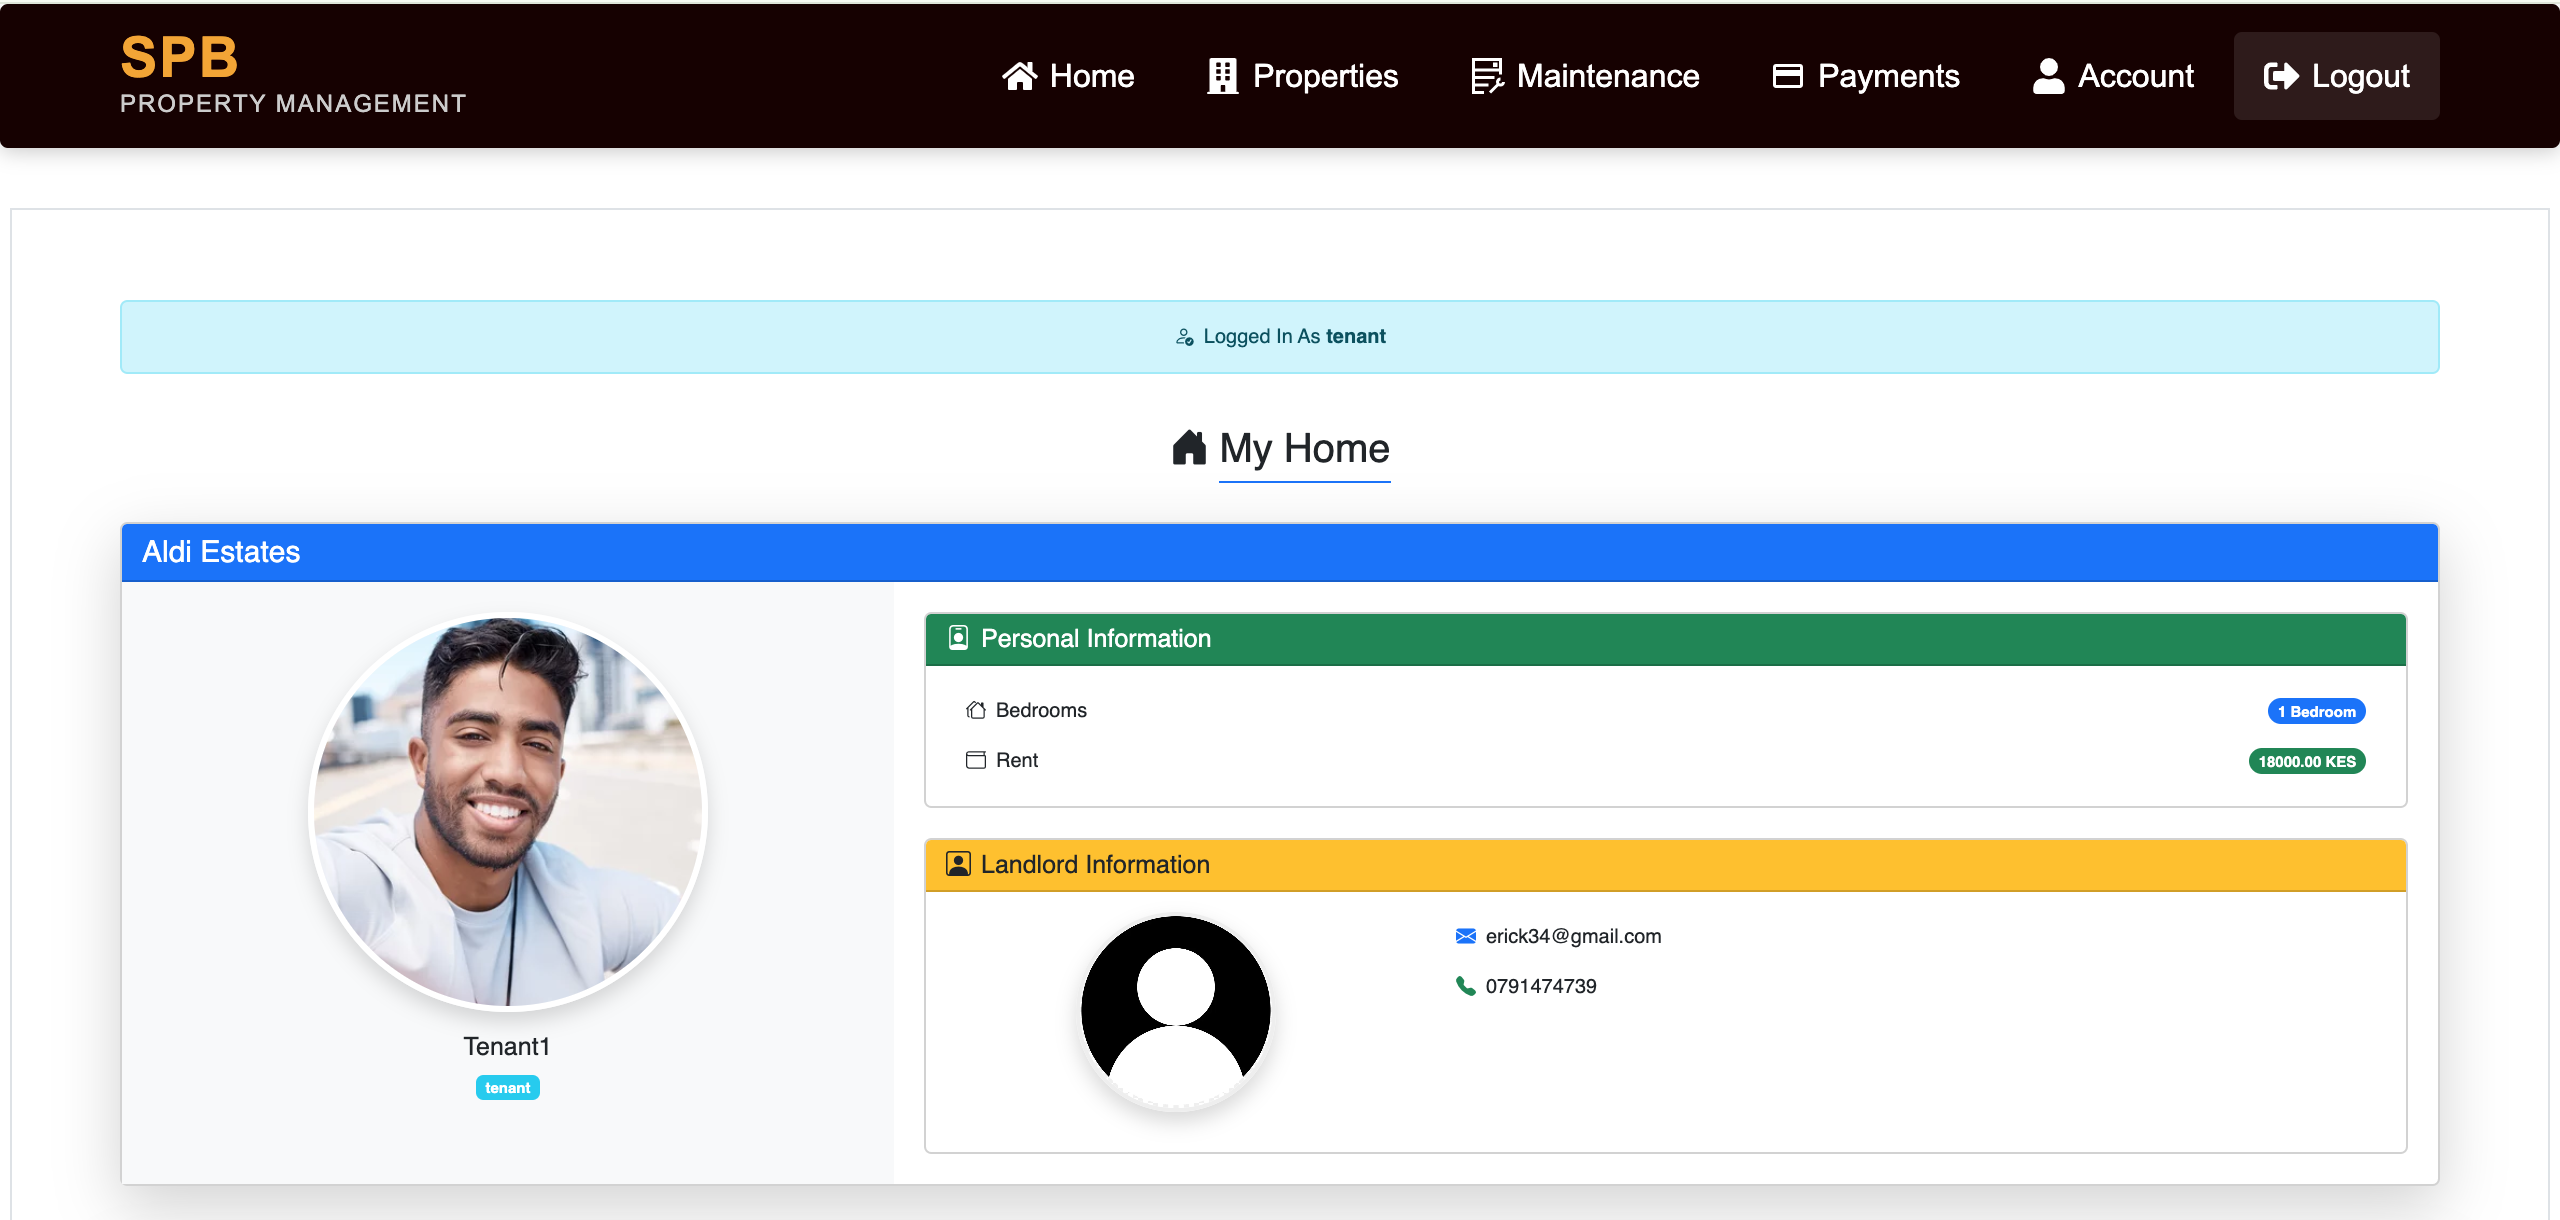 SPB
PROPERTY MANAGEMENT
Home
Properties
Maintenance
Payments
Account
Logout
Logged In As tenant
My Home
Aldi Estates
Tenant1
tenant
Personal Information
Bedrooms
1 Bedroom
Rent
18000.00 KES
Landlord Information
erick34@gmail.com
0791474739